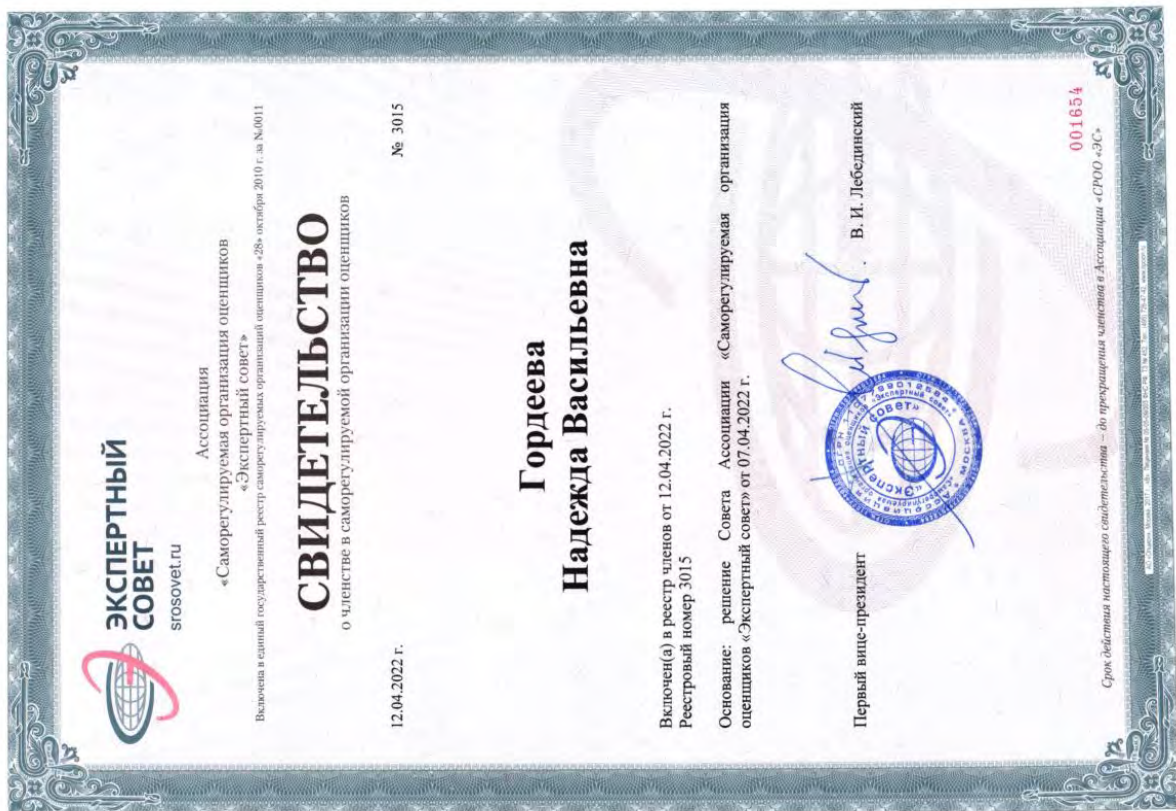 ЭКСПЕРТНЫЙ
СОВЕТ
srosovet.ru
Ассоциация
«Саморегулируемая организация оценщиков
«Экспертный совет»
Включена в единый государственный реестр саморегулируемых организаций оценщиков «28» октября 2010 г. за №0011
СВИДЕТЕЛЬСТВО
о членстве в саморегулируемой организации оценщиков
12.04.2022 г. № 3015
Гордеева
Надежда Васильевна
Включен(а) в реестр членов от 12.04.2022 г.
Реестровый номер 3015
Основание: решение Совета Ассоциации «Саморегулируемая организация
оценщиков «Экспертный совет» от 07.04.2022 г.
Первый вице-президент В. И. Лебединский
«Экспертный совет»
МОСКВА
001654
Срок действия настоящего свидетельства – до прекращения членства в Ассоциации «СРОО «ЭС»